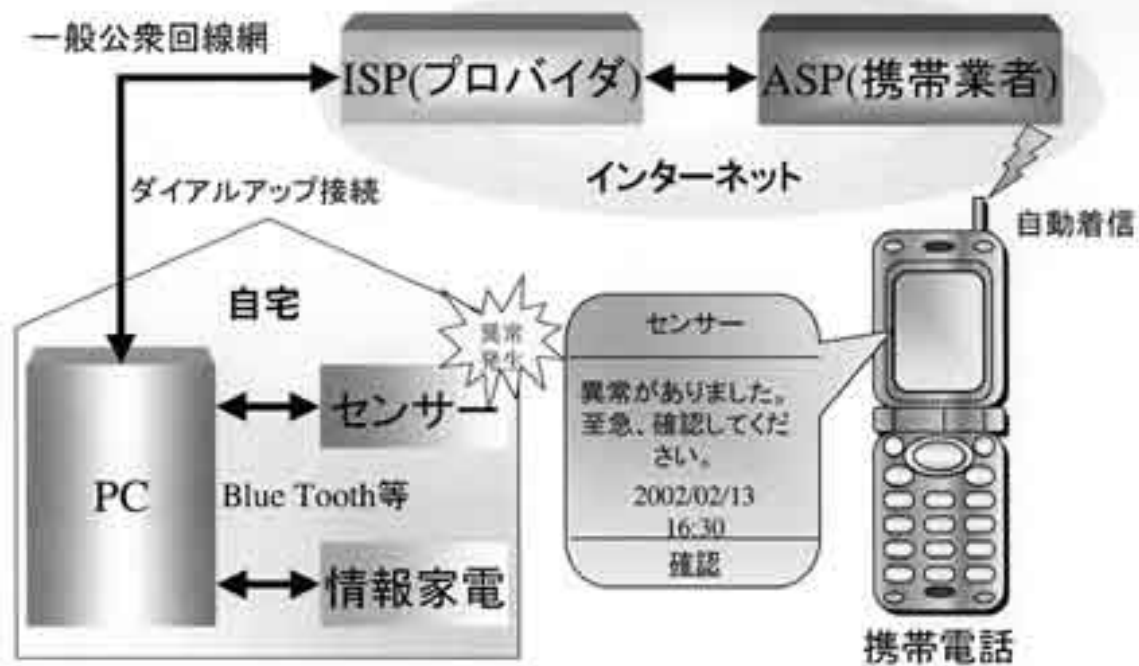 一般公衆回線網
ISP(プロバイダ)
ASP(携帯業者)
インターネット
ダイアルアップ接続
自動着信
自宅
異常
発生
センサー
センサー
異常がありました。
至急、確認してくだ
さい。
2002/02/13
16:30
確認
PC
Blue Tooth等
情報家電
携帯電話